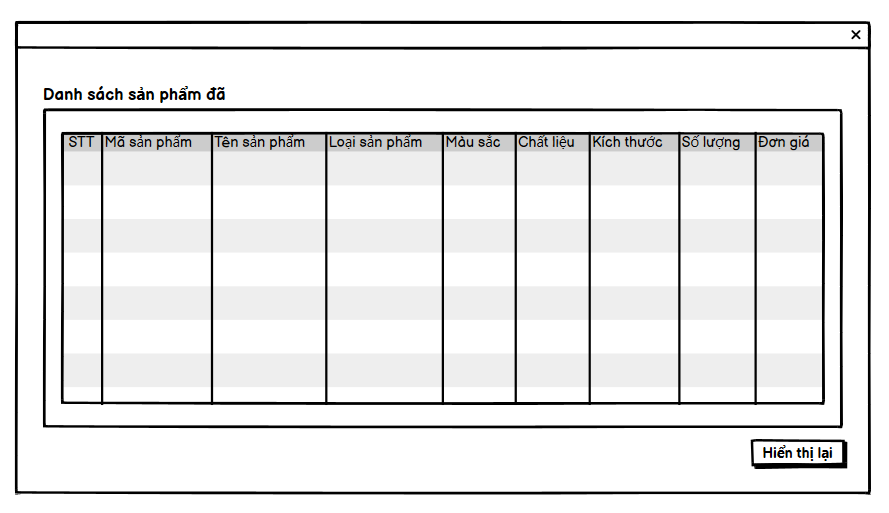 ×
Danh sách sản phẩm đã
STT Mã sản phẩm Tên sản phẩm Loại sản phẩm Màu sắc Chất liệu Kích thước Số lượng Đơn giá
Hiển thị lại